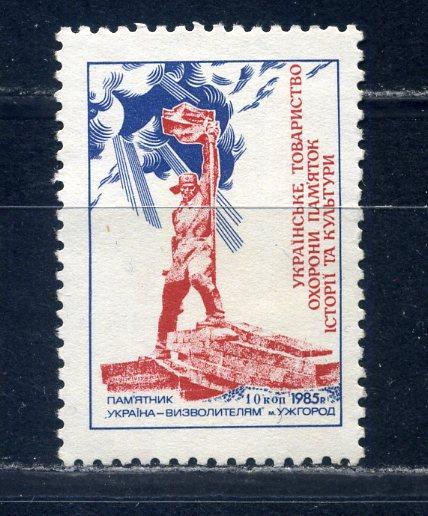 УКРАЇНСЬКЕ ТОВАРИСТВО
ОХОРОНИ ПАМ'ЯТОК
ІСТОРІЇ ТА КУЛЬТУРИ
ПАМ'ЯТНИК 10 коп 1985р
"УКРАЇНА–ВИЗВОЛИТЕЛЯМ" м. УЖГОРОД